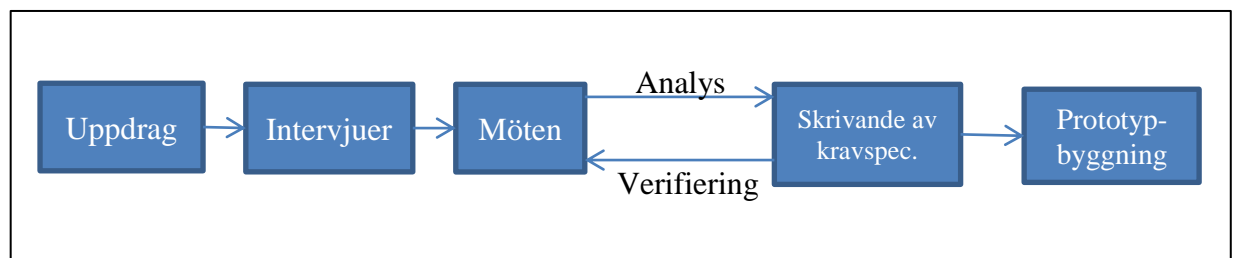 Uppdrag
Intervjuer
Möten
Analys
Verifiering
Skrivande av
kravspec.
Prototyp-
byggning